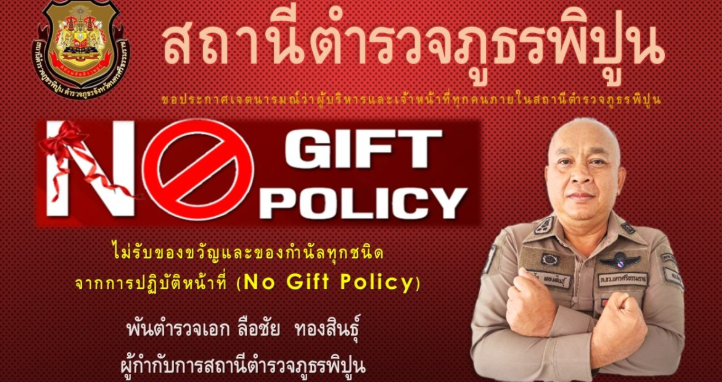 สถานีตำรวจภูธรพิปูน
ขอประกาศเจตนารมณ์ว่าผู้บริหารและเจ้าหน้าที่ทุกคนภายในสถานีตำรวจภูธรพิปูน
NO GIFT
POLICY
ไม่รับของขวัญและของกำนัลทุกชนิด
จากการปฏิบัติหน้าที่ (No Gift Policy)
พันตำรวจเอก ลือชัย ทองสินธุ์
ผู้กำกับการสถานีตำรวจภูธรพิปูน